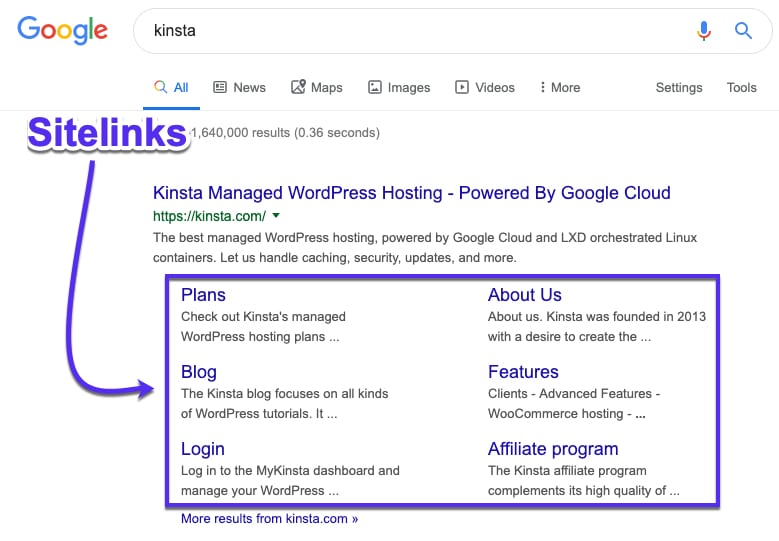 Google
kinsta
All News Maps Images Videos More Settings Tools
Sitelinks
1,640,000 results (0.36 seconds)
Kinsta Managed WordPress Hosting - Powered By Google Cloud
https://kinsta.com/
The best managed WordPress hosting, powered by Google Cloud and LXD orchestrated Linux
containers. Let us handle caching, security, updates, and more.
Plans
Check out Kinsta's managed
WordPress hosting plans ...
About Us
About us. Kinsta was founded in 2013
with a desire to create the ...
Blog
The Kinsta blog focuses on all kinds
of WordPress tutorials. It ...
Features
Clients - Advanced Features -
WooCommerce hosting - ...
Login
Log in to the MyKinsta dashboard and
manage your WordPress ...
Affiliate program
The Kinsta affiliate program
complements its high quality of ...
More results from kinsta.com »